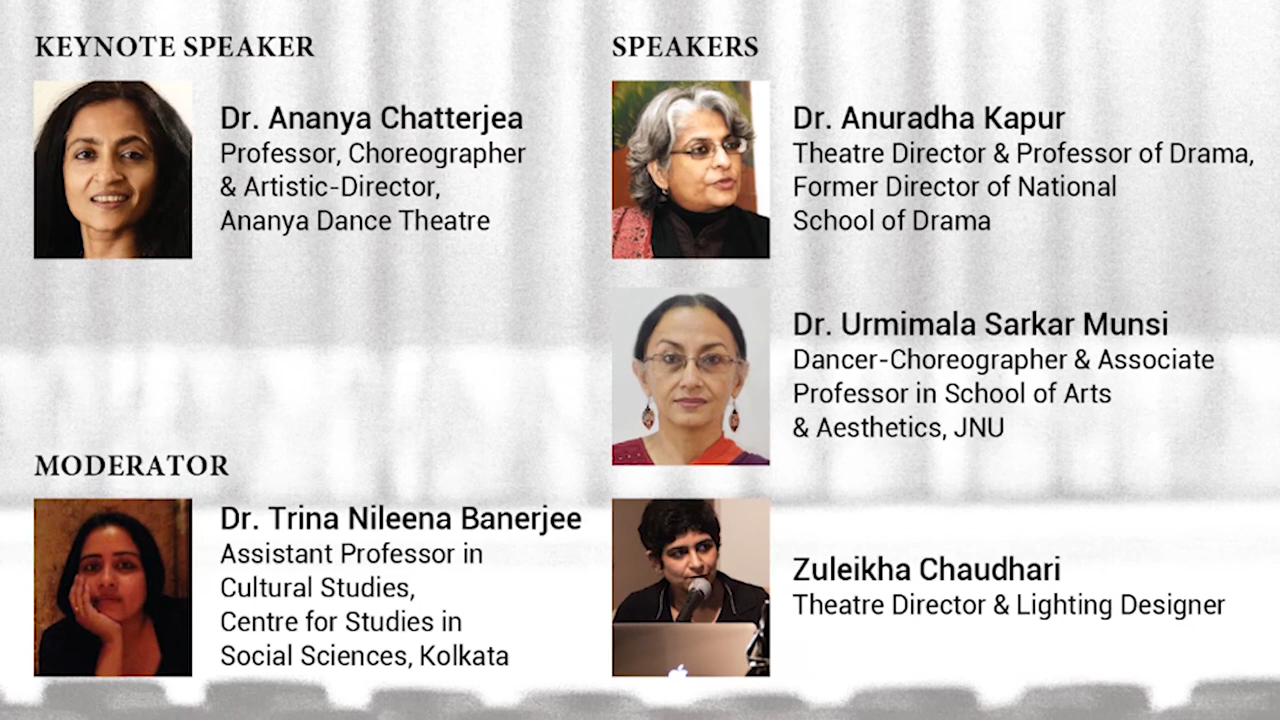 KEYNOTE SPEAKER
Dr. Ananya Chatterjea
Professor, Choreographer
& Artistic-Director,
Ananya Dance Theatre
MODERATOR
Dr. Trina Nileena Banerjee
Assistant Professor in
Cultural Studies,
Centre for Studies in
Social Sciences, Kolkata
SPEAKERS
Dr. Anuradha Kapur
Theatre Director & Professor of Drama,
Former Director of National
School of Drama
Dr. Urmimala Sarkar Munsi
Dancer-Choreographer & Associate
Professor in School of Arts
& Aesthetics, JNU
Zuleikha Chaudhari
Theatre Director & Lighting Designer